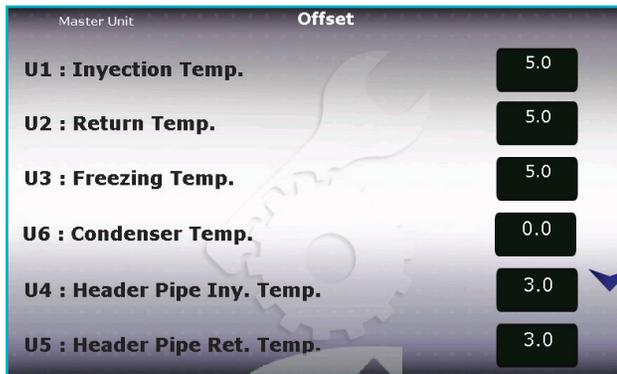 Master Unit
Offset
U1 : Inyection Temp. 5.0
U2 : Return Temp. 5.0
U3 : Freezing Temp. 5.0
U6 : Condenser Temp. 0.0
U4 : Header Pipe Iny. Temp. 3.0
U5 : Header Pipe Ret. Temp. 3.0